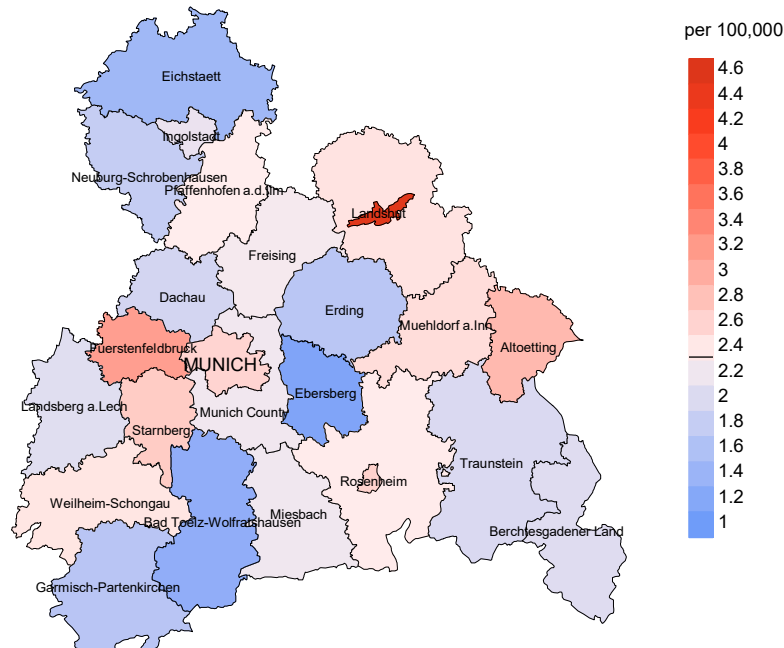 per 100,000
4.6
4.4
4.2
4
3.8
3.6
3.4
3.2
3
2.8
2.6
2.4
2.2
2
1.8
1.6
1.4
1.2
1
Eichstaett
Ingolstadt
Neuburg-Schrobenhausen
Pfaffenhofen a.d.Ilm
Landshut
Freising
Dachau
Erding
Muehldorf a.Inn
Altoetting
Fuerstenfeldbruck
MUNICH
Ebersberg
Landsberg a.Lech
Munich County
Starnberg
Traunstein
Rosenheim
Weilheim-Schongau
Miesbach
Bad Toelz-Wolfratshausen
Berchtesgadener Land
Garmisch-Partenkirchen